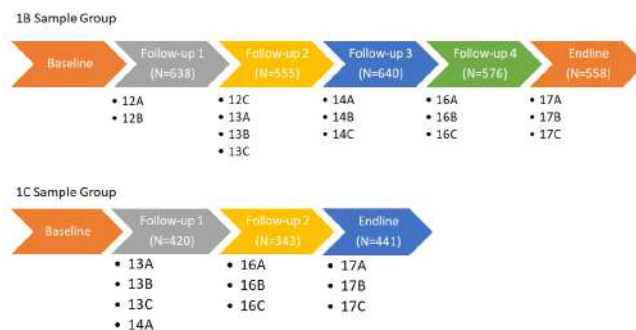 1B Sample Group
Baseline
Follow-up 1
(N=638)
Follow-up 2
(N=555)
Follow-up 3
(N=640)
Follow-up 4
(N=576)
Endline
(N=558)
• 12A
• 12B
• 12C
• 13A
• 13B
• 13C
• 14A
• 14B
• 14C
• 16A
• 16B
• 16C
• 17A
• 17B
• 17C
1C Sample Group
Baseline
Follow-up 1
(N=420)
Follow-up 2
(N=343)
Endline
(N=441)
• 13A
• 13B
• 13C
• 14A
• 16A
• 16B
• 16C
• 17A
• 17B
• 17C